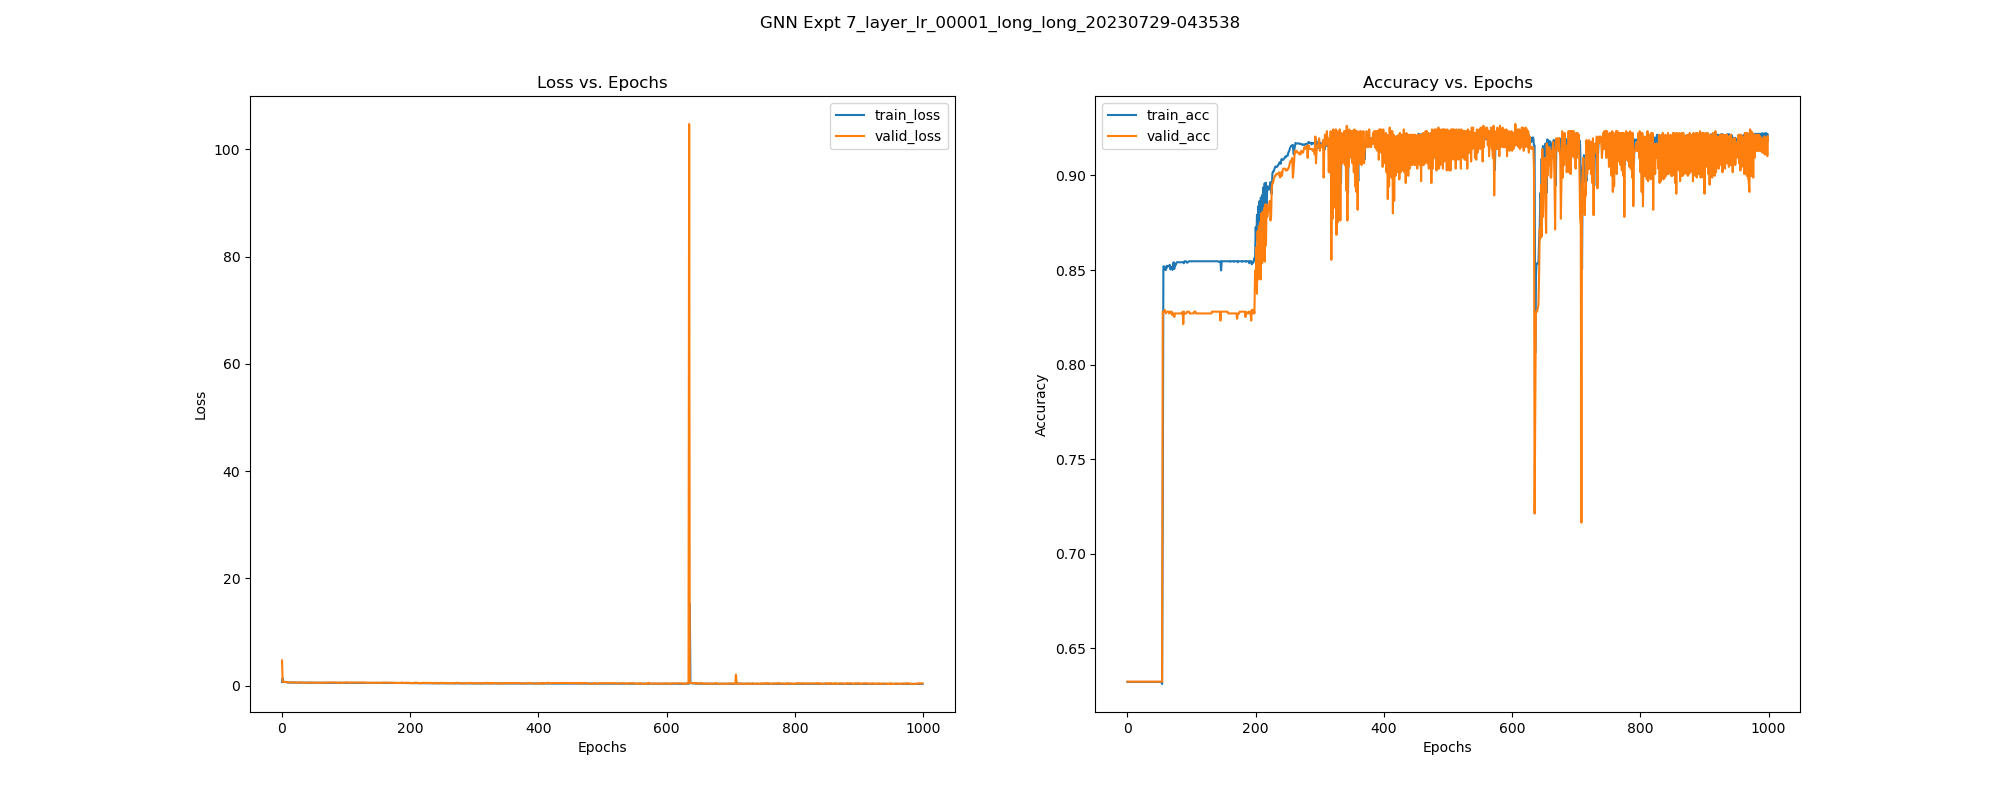 GNN Expt 7_layer_lr_00001_long_long_20230729-043538
Loss vs. Epochs
train_loss
valid_loss
100
80
60
40
20
0
Loss
0 200 400 600 800 1000
Epochs
Accuracy vs. Epochs
train_acc
valid_acc
0.90
0.85
0.80
0.75
0.70
0.65
Accuracy
0 200 400 600 800 1000
Epochs